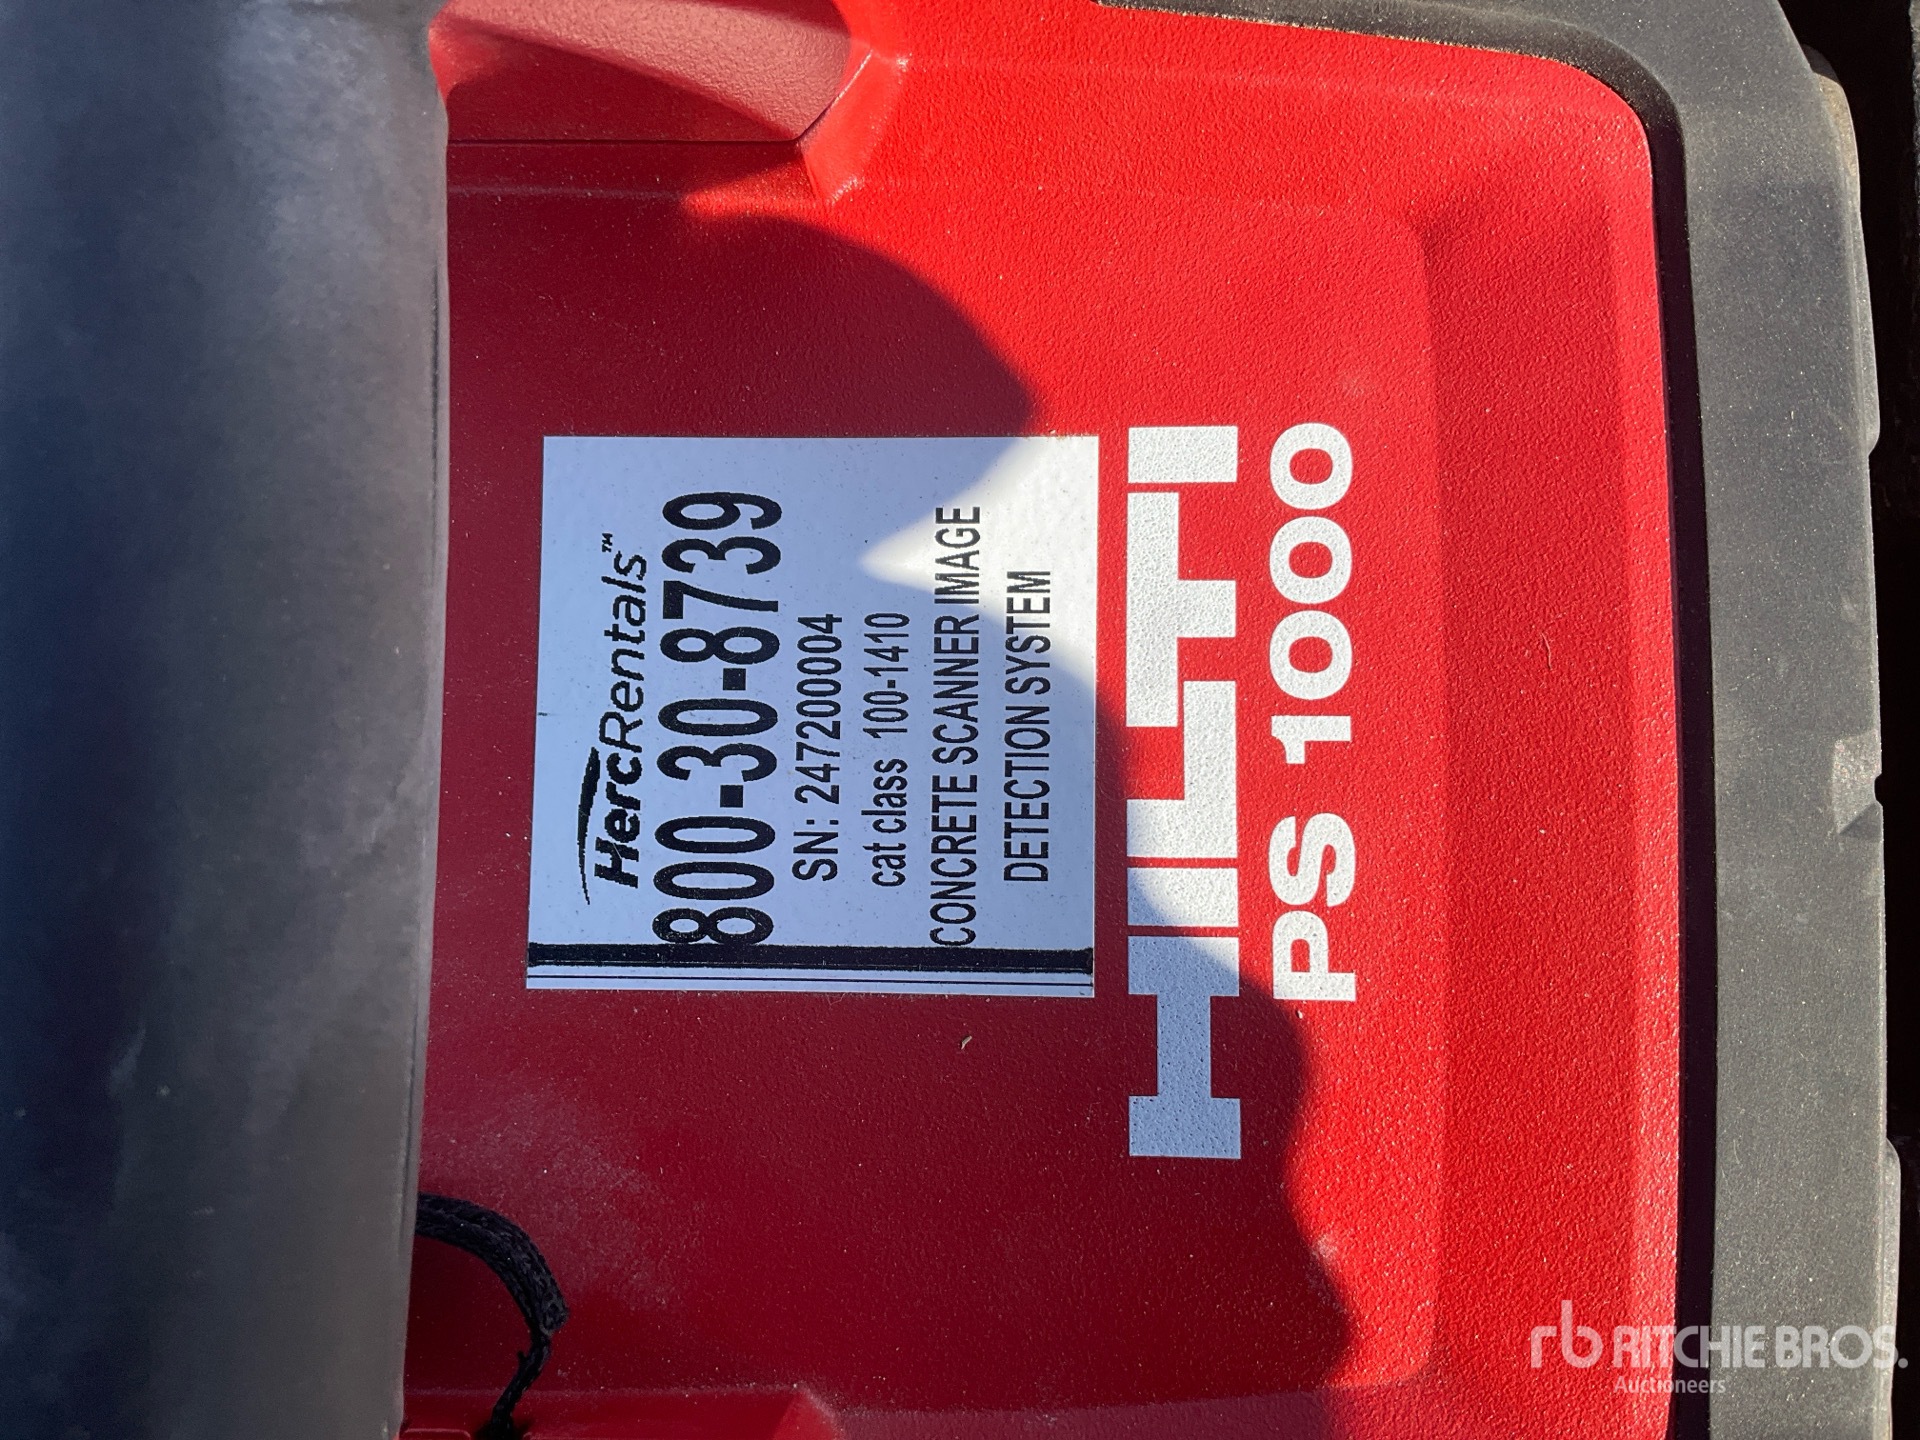 HercRentals™
800-30-8739
SN: 247200004
cat class 100-1410
CONCRETE SCANNER IMAGE
DETECTION SYSTEM
HILTI
PS 1000
rb RITCHIE BROS.
Auctioneers